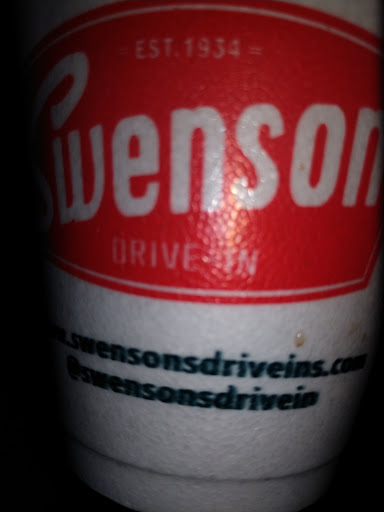 EST. 1934
Swenson
DRIVE-IN
w.swensonsdriveins.com
@swensonsdrivein